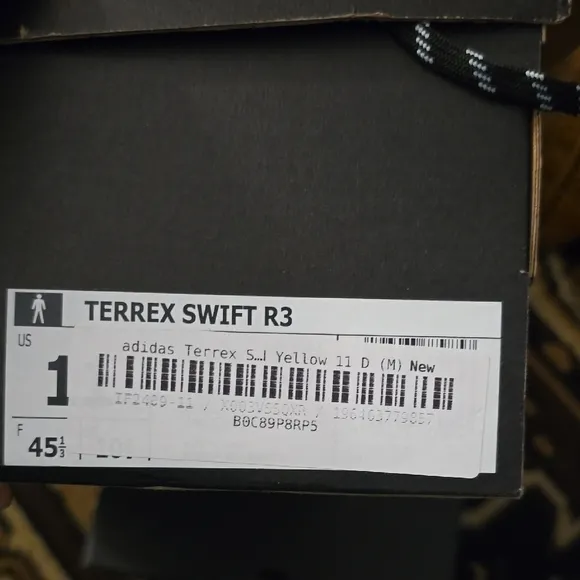 TERREX SWIFT R3
US
1
adidas Terrex S…l Yellow 11 D (M) New
B0C89P8RP5
F
45⅓